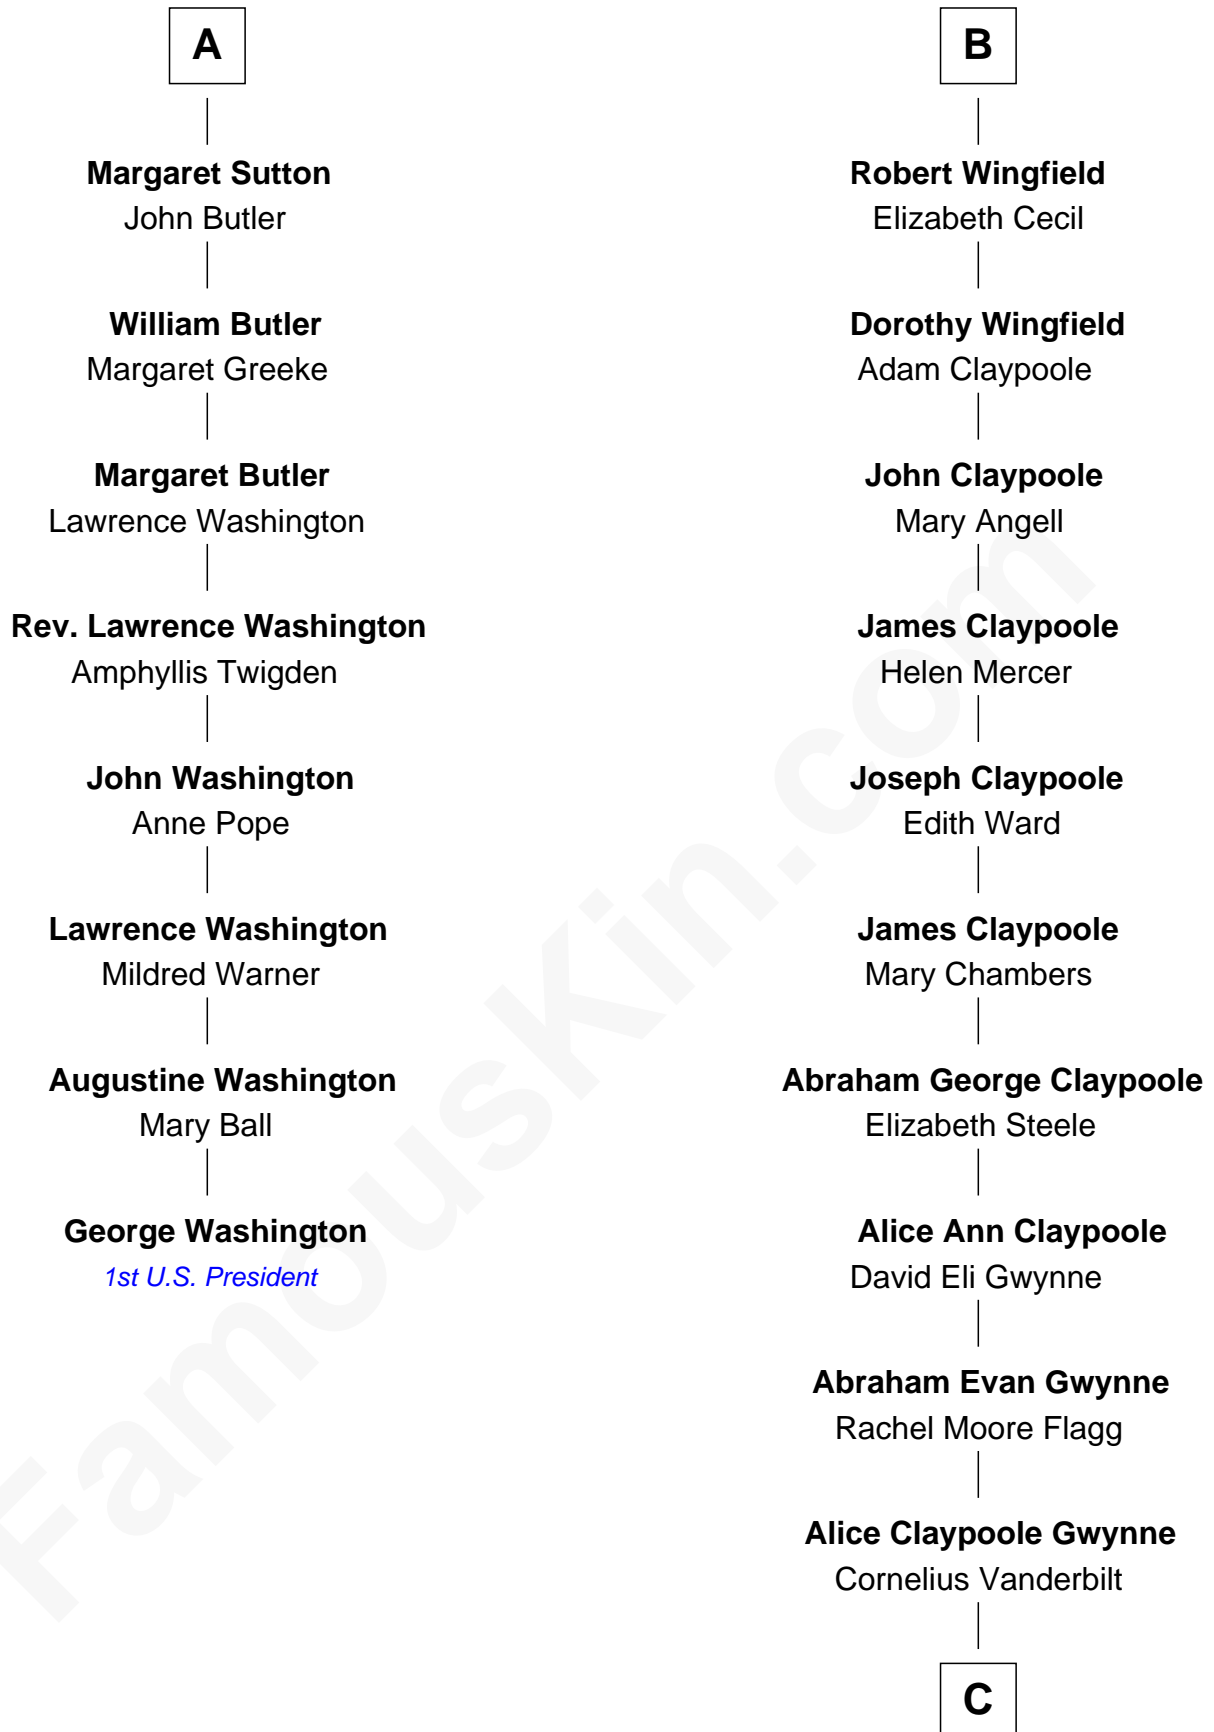 A
Margaret Sutton
John Butler
William Butler
Margaret Greeke
Margaret Butler
Lawrence Washington
Rev. Lawrence Washington
Amphyllis Twigden
John Washington
Anne Pope
Lawrence Washington
Mildred Warner
Augustine Washington
Mary Ball
George Washington
1st U.S. President
B
Robert Wingfield
Elizabeth Cecil
Dorothy Wingfield
Adam Claypoole
John Claypoole
Mary Angell
James Claypoole
Helen Mercer
Joseph Claypoole
Edith Ward
James Claypoole
Mary Chambers
Abraham George Claypoole
Elizabeth Steele
Alice Ann Claypoole
David Eli Gwynne
Abraham Evan Gwynne
Rachel Moore Flagg
Alice Claypoole Gwynne
Cornelius Vanderbilt
C
FamousKin.com